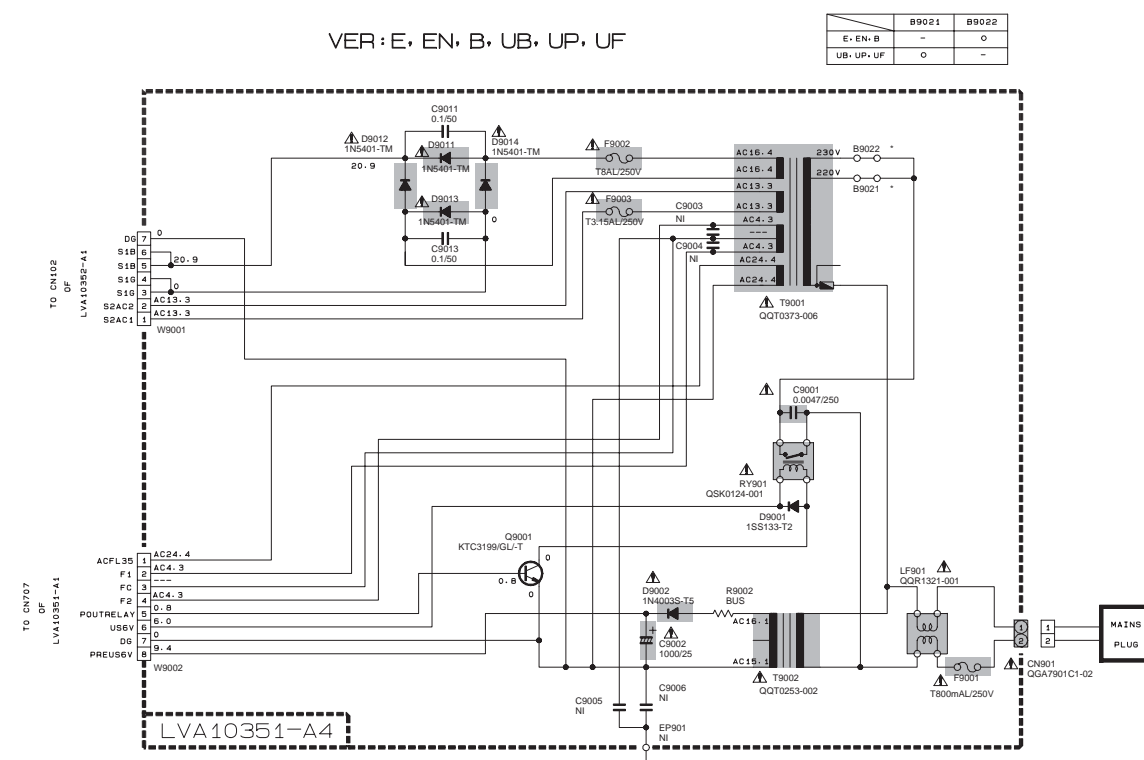 VER : E, EN, B, UB, UP, UF
B9021 B9022
E, EN, B - O
UB, UP, UF O -
C9011
0.1/50
D9012
1N5401-TM
D9011
1N5401-TM
D9014
1N5401-TM
20.9
D9013
1N5401-TM
0
C9013
0.1/50
F9002
T8AL/250V
F9003
T3.15AL/250V
C9003
NI
C9004
NI
AC16.4
AC16.4
AC13.3
AC13.3
AC4.3
---
AC4.3
AC24.4
AC24.4
230V
220V
B9022 *
B9021 *
T9001
QQT0373-006
TO CN102
OF
LVA10352-A1
DG 7 0
S1B 6
S1B 5 20.9
S1G 4
S1G 3 0
S2AC2 2 AC13.3
S2AC1 1 AC13.3
W9001
C9001
0.0047/250
RY901
QSK0124-001
D9001
1SS133-T2
Q9001
KTC3199/GL/-T
0
0.8
0
TO CN707
OF
LVA10351-A1
ACFL35 1 AC24.4
F1 2 AC4.3
FC 3 ---
F2 4 AC4.3
POUTRELAY 5 0.8
US6V 6 6.0
DG 7 0
PREUS6V 8 9.4
W9002
D9002
1N4003S-T5
R9002
BUS
+
C9002
1000/25
AC16.1
AC15.1
T9002
QQT0253-002
LF901
QQR1321-001
F9001
T800mAL/250V
1
2
1
2
CN901
QGA7901C1-02
MAINS
PLUG
C9005
NI
C9006
NI
EP901
NI
LVA10351-A4